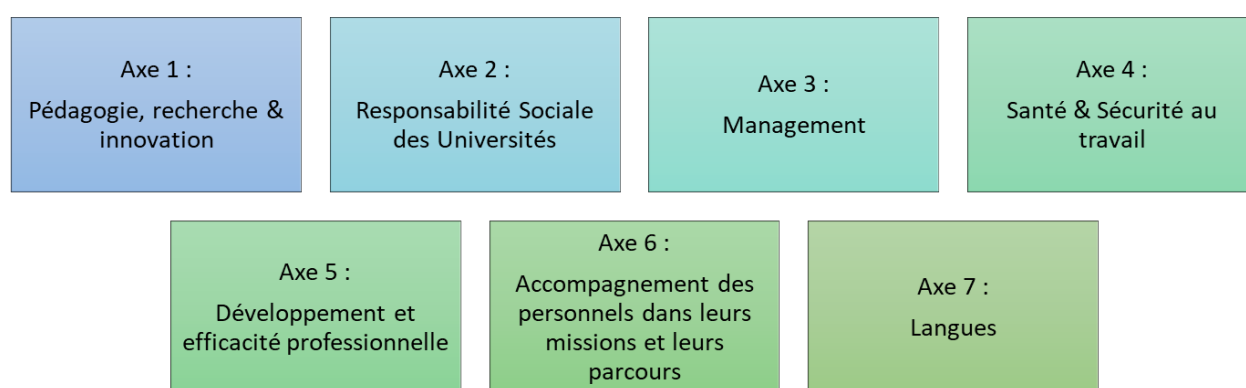 Axe 1 :
Pédagogie, recherche &
innovation
Axe 2 :
Responsabilité Sociale
des Universités
Axe 3 :
Management
Axe 4 :
Santé & Sécurité au
travail
Axe 5 :
Développement et
efficacité professionnelle
Axe 6 :
Accompagnement des
personnels dans leurs
missions et leurs
parcours
Axe 7 :
Langues